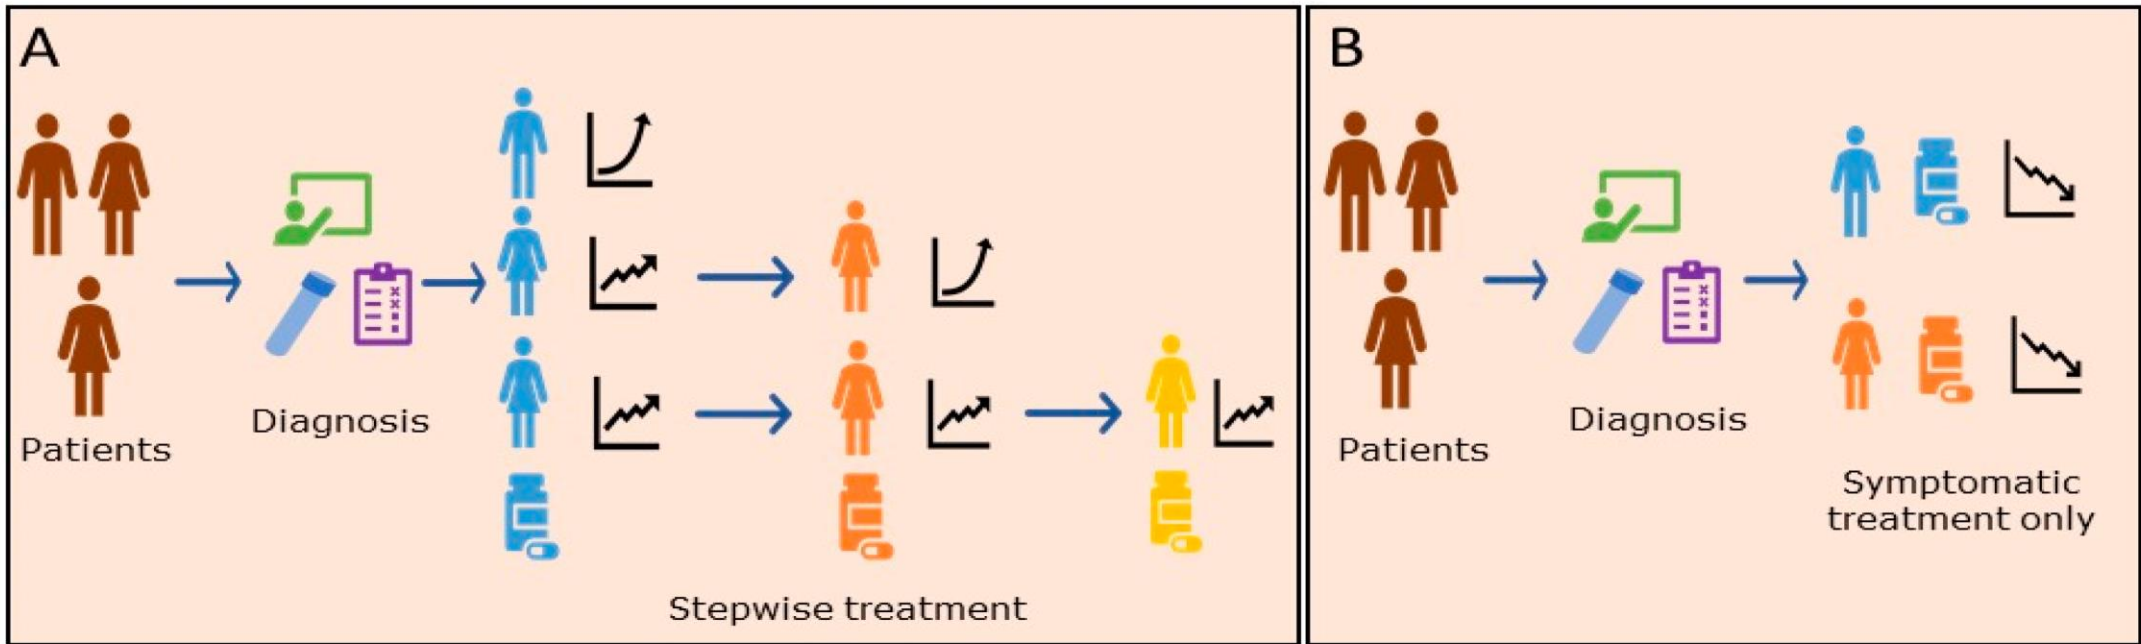 A
Patients
Diagnosis
Stepwise treatment
B
Patients
Diagnosis
Symptomatic
treatment only